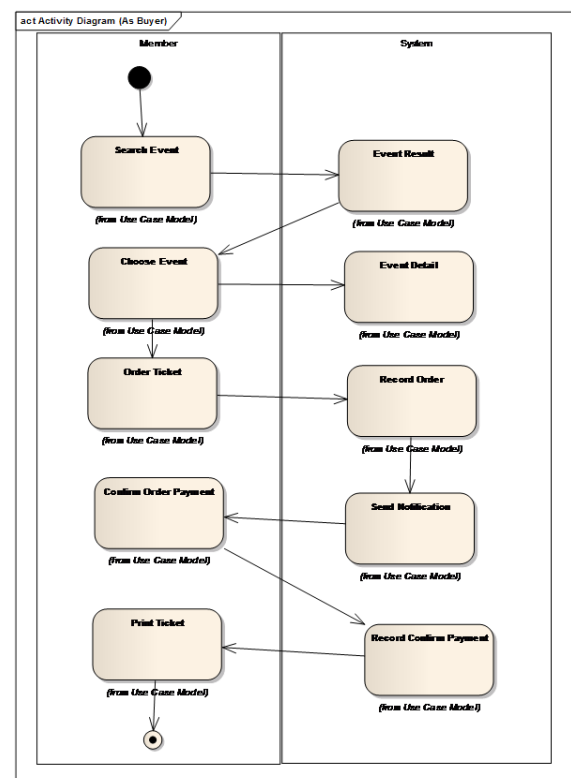 act Activity Diagram (As Buyer)
Member
System
Search Event
(from Use Case Model)
Event Result
(from Use Case Model)
Choose Event
(from Use Case Model)
Event Detail
(from Use Case Model)
Order Ticket
(from Use Case Model)
Record Order
(from Use Case Model)
Confirm Order Payment
(from Use Case Model)
Send Notification
(from Use Case Model)
Print Ticket
(from Use Case Model)
Record Confirm Payment
(from Use Case Model)